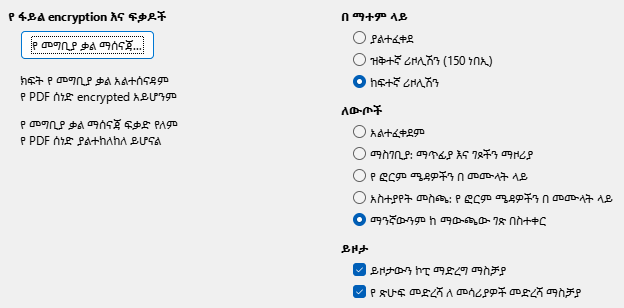 የ ፋይል encryption እና ፍቃዶች
የ መግቢያ ቃል ማሰናጃ...
ክፍት የ መግቢያ ቃል አልተሰናዳም
የ PDF ሰነድ encrypted አይሆንም
የ መግቢያ ቃል ማሰናጃ ፍቃድ የለም
የ PDF ሰነድ ያልተከለከለ ይሆናል
በ ማተም ላይ
ያልተፈቀደ
ዝቅተኛ ሪዞሊሽን (150 ነበኢ)
ከፍተኛ ሪዞሊሽን
ለውጦች
አልተፈቀደም
ማስገቢያ: ማጥፊያ እና ገጾችን ማዞሪያ
የ ፎርም ሜዳዎችን በ መሙላት ላይ
አስተያየት መስጫ: የ ፎርም ሜዳዎችን በ መሙላት ላይ
ማንኛውንም ከ ማውጫው ገጽ በስተቀር
ይዞታ
ይዞታውን ኮፒ ማድረግ ማስቻያ
የ ጽሁፍ መድረሻ ለ መሳሪያዎች መድረሻ ማስቻያ